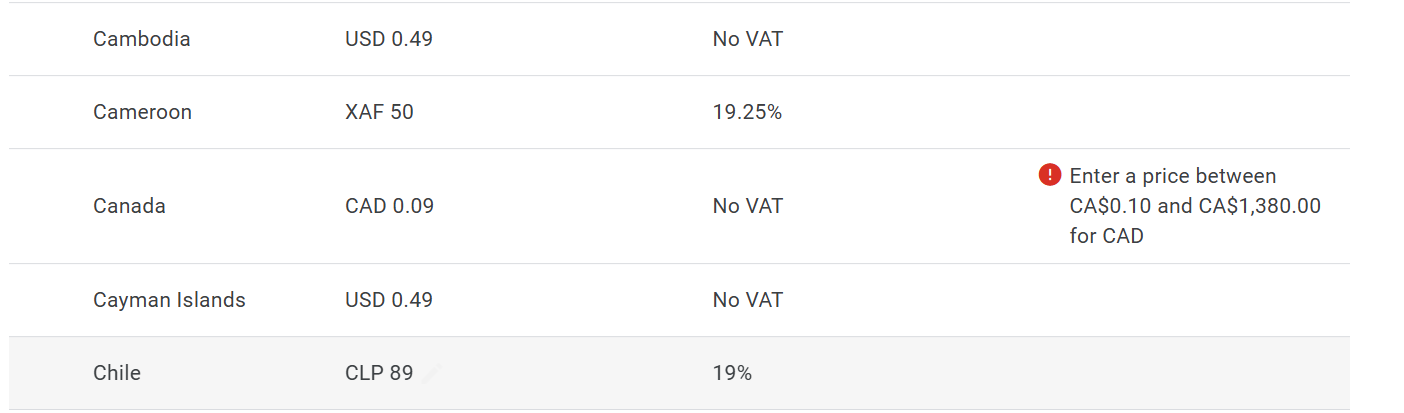 Cambodia USD 0.49 No VAT
Cameroon XAF 50 19.25%
Enter a price between
Canada CAD 0.09 No VAT CA$0.10 and CA$1,380.00
for CAD
Cayman Islands USD 0.49 No VAT
Chile CLP 89 19%